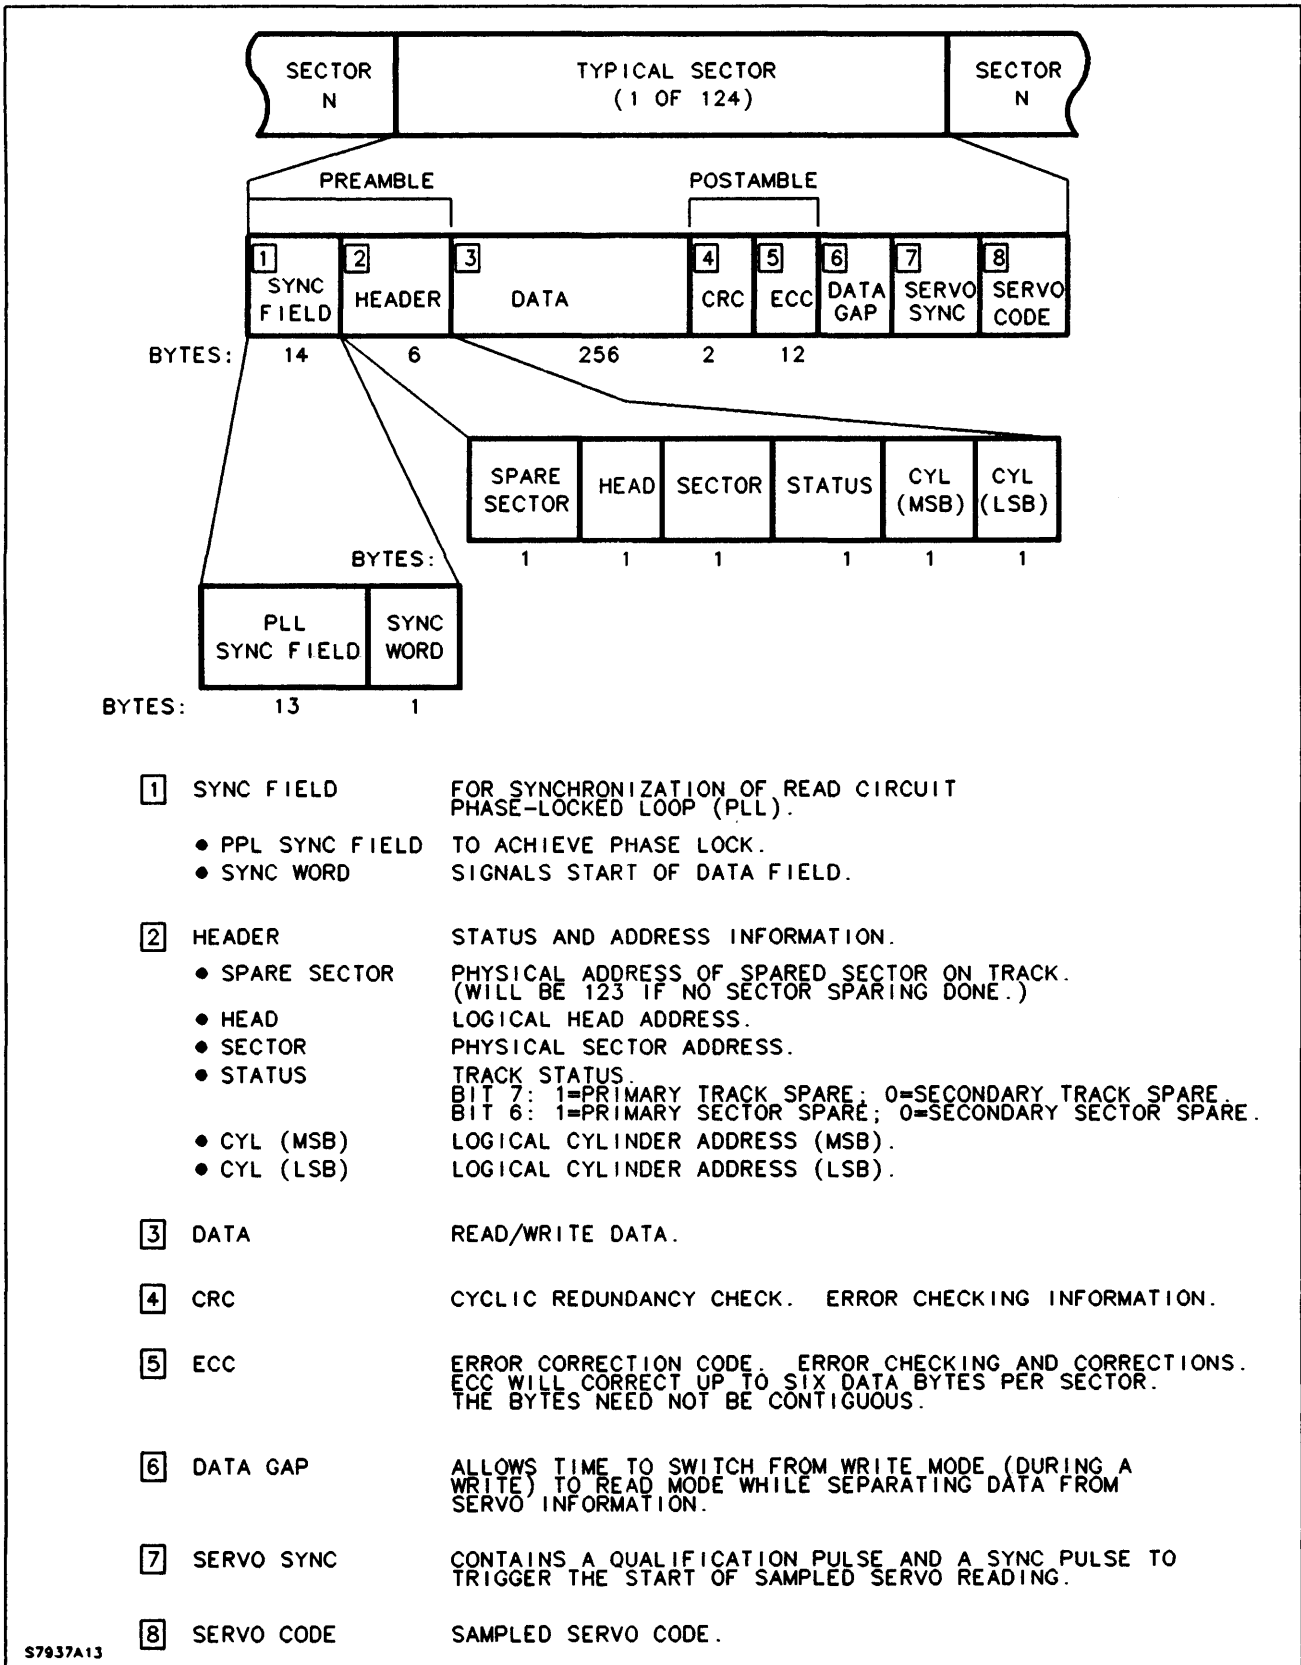 SECTOR N
TYPICAL SECTOR
(1 OF 124)
SECTOR N
PREAMBLE
POSTAMBLE
1 SYNC FIELD
2 HEADER
3 DATA
4 CRC
5 ECC
6 DATA GAP
7 SERVO SYNC
8 SERVO CODE
BYTES: 14 6 256 2 12
SPARE SECTOR
HEAD
SECTOR
STATUS
CYL (MSB)
CYL (LSB)
BYTES: 1 1 1 1 1 1
PLL SYNC FIELD
SYNC WORD
BYTES: 13 1
1 SYNC FIELD FOR SYNCHRONIZATION OF READ CIRCUIT
PHASE-LOCKED LOOP (PLL).
• PPL SYNC FIELD TO ACHIEVE PHASE LOCK.
• SYNC WORD SIGNALS START OF DATA FIELD.
2 HEADER STATUS AND ADDRESS INFORMATION.
• SPARE SECTOR PHYSICAL ADDRESS OF SPARED SECTOR ON TRACK.
(WILL BE 123 IF NO SECTOR SPARING DONE.)
• HEAD LOGICAL HEAD ADDRESS.
• SECTOR PHYSICAL SECTOR ADDRESS.
• STATUS TRACK STATUS.
BIT 7: 1=PRIMARY TRACK SPARE; 0=SECONDARY TRACK SPARE.
BIT 6: 1=PRIMARY SECTOR SPARE; 0=SECONDARY SECTOR SPARE.
• CYL (MSB) LOGICAL CYLINDER ADDRESS (MSB).
• CYL (LSB) LOGICAL CYLINDER ADDRESS (LSB).
3 DATA READ/WRITE DATA.
4 CRC CYCLIC REDUNDANCY CHECK. ERROR CHECKING INFORMATION.
5 ECC ERROR CORRECTION CODE. ERROR CHECKING AND CORRECTIONS.
ECC WILL CORRECT UP TO SIX DATA BYTES PER SECTOR.
THE BYTES NEED NOT BE CONTIGUOUS.
6 DATA GAP ALLOWS TIME TO SWITCH FROM WRITE MODE (DURING A
WRITE) TO READ MODE WHILE SEPARATING DATA FROM
SERVO INFORMATION.
7 SERVO SYNC CONTAINS A QUALIFICATION PULSE AND A SYNC PULSE TO
TRIGGER THE START OF SAMPLED SERVO READING.
8 SERVO CODE SAMPLED SERVO CODE.
S7937A13